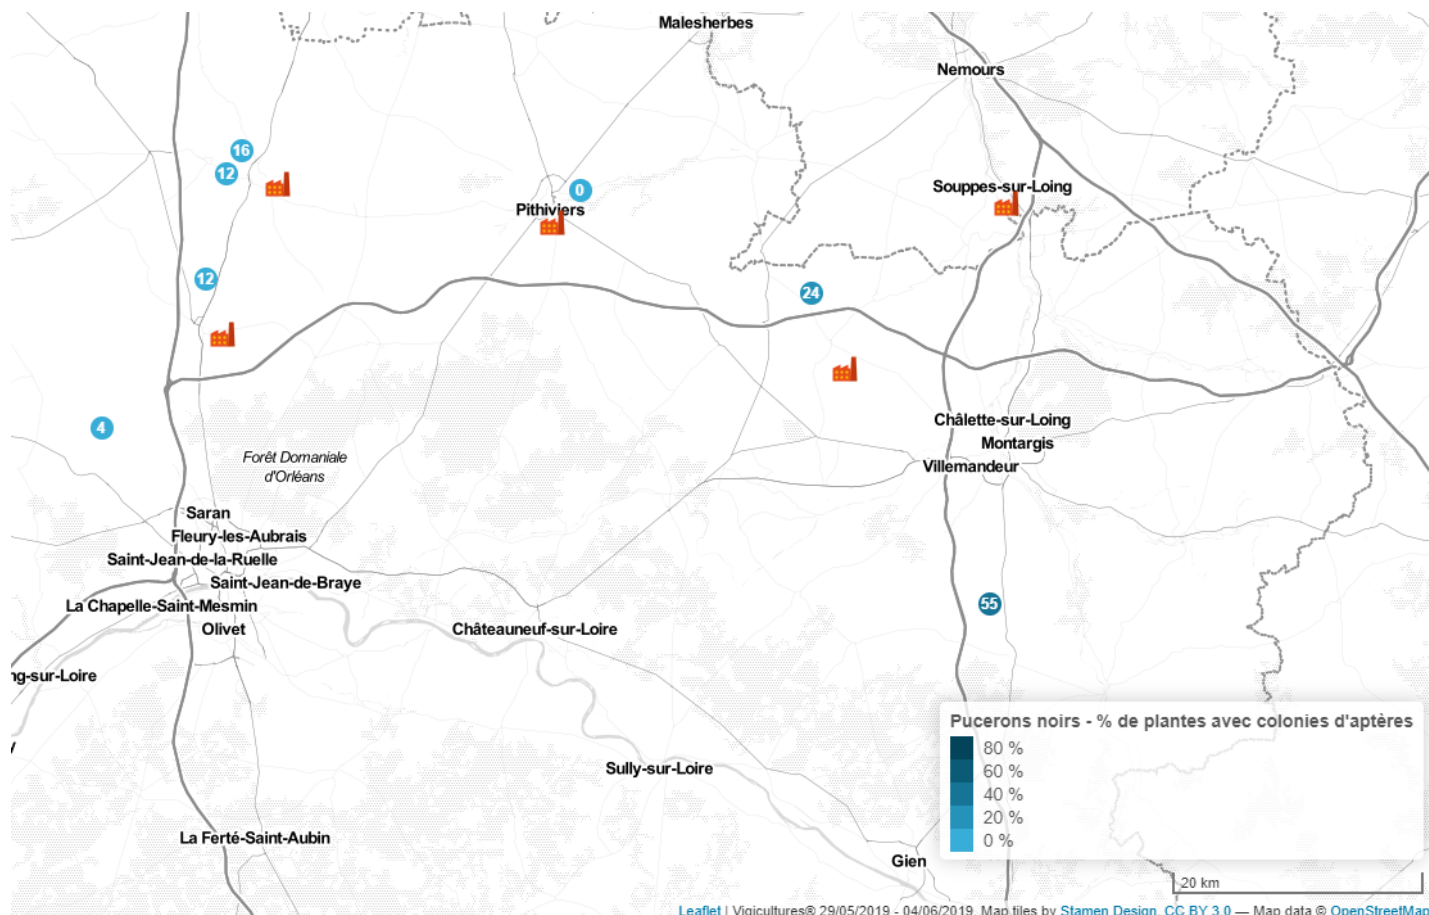 Malesherbes
Nemours
16
12
Souppes-sur-Loing
0
Pithiviers
12
24
Châlette-sur-Loing
4
Montargis
Forêt Domaniale
d'Orléans
Villemandeur
Saran
Fleury-les-Aubrais
Saint-Jean-de-la-Ruelle
Saint-Jean-de-Braye
La Chapelle-Saint-Mesmin
55
Olivet
Châteauneuf-sur-Loire
ng-sur-Loire
Pucerons noirs - % de plantes avec colonies d'aptères
y
80 %
Sully-sur-Loire
60 %
40 %
20 %
La Ferté-Saint-Aubin
0 %
Gien
20 km
Leaflet | Vigicultures® 29/05/2019 - 04/06/2019, Map tiles by Stamen Design, CC BY 3.0 — Map data © OpenStreetMap